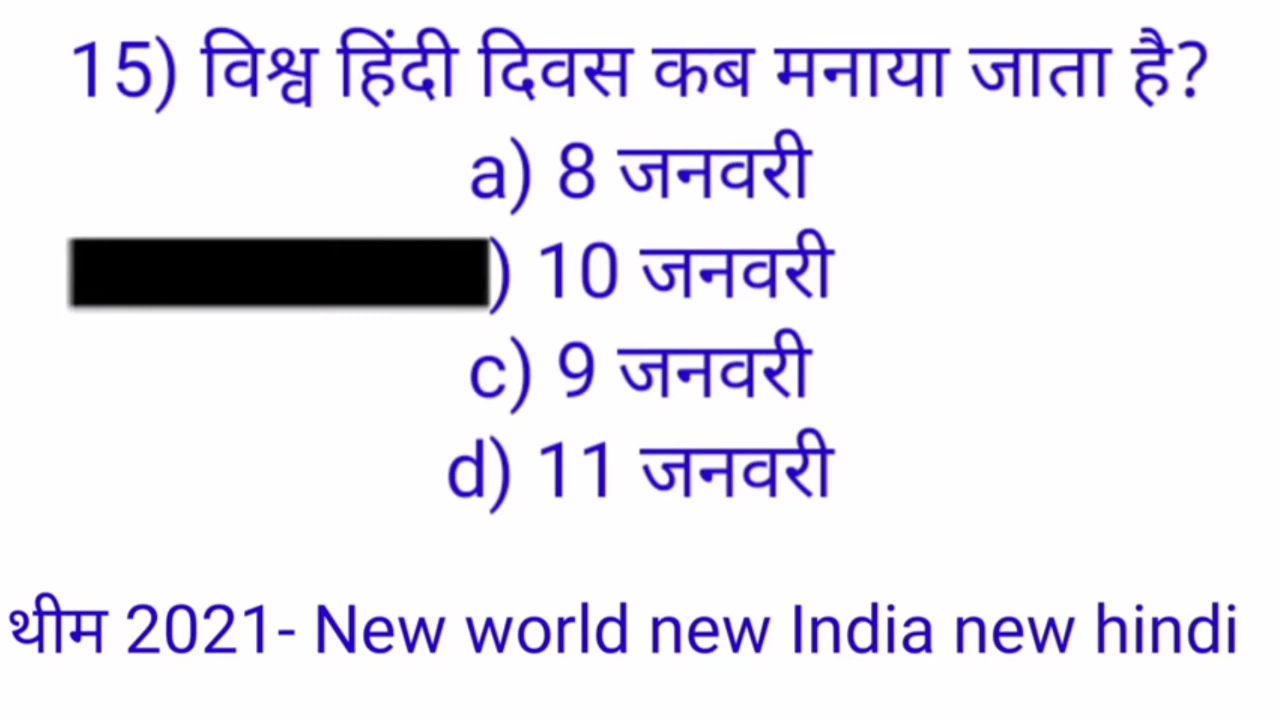 15) विश्व हिंदी दिवस कब मनाया जाता है?
a) 8 जनवरी
) 10 जनवरी
c) 9 जनवरी
d) 11 जनवरी
थीम 2021- New world new India new hindi